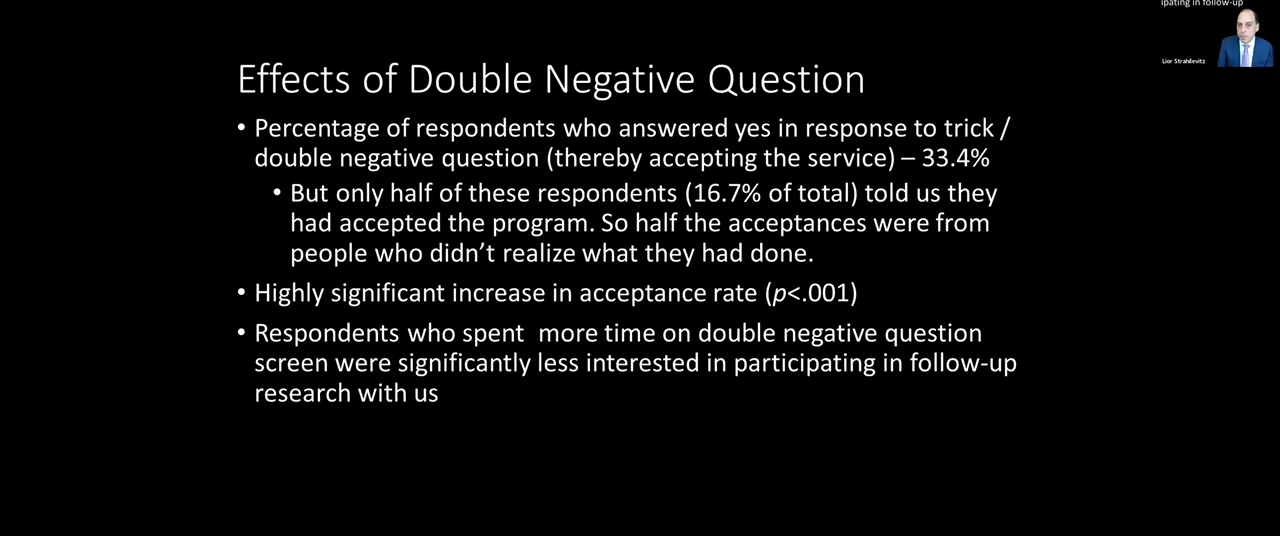 ipating in follow-up
Lior Strahilevitz
Effects of Double Negative Question
• Percentage of respondents who answered yes in response to trick /
double negative question (thereby accepting the service) – 33.4%
• But only half of these respondents (16.7% of total) told us they
had accepted the program. So half the acceptances were from
people who didn’t realize what they had done.
• Highly significant increase in acceptance rate (p<.001)
• Respondents who spent  more time on double negative question
screen were significantly less interested in participating in follow-up
research with us